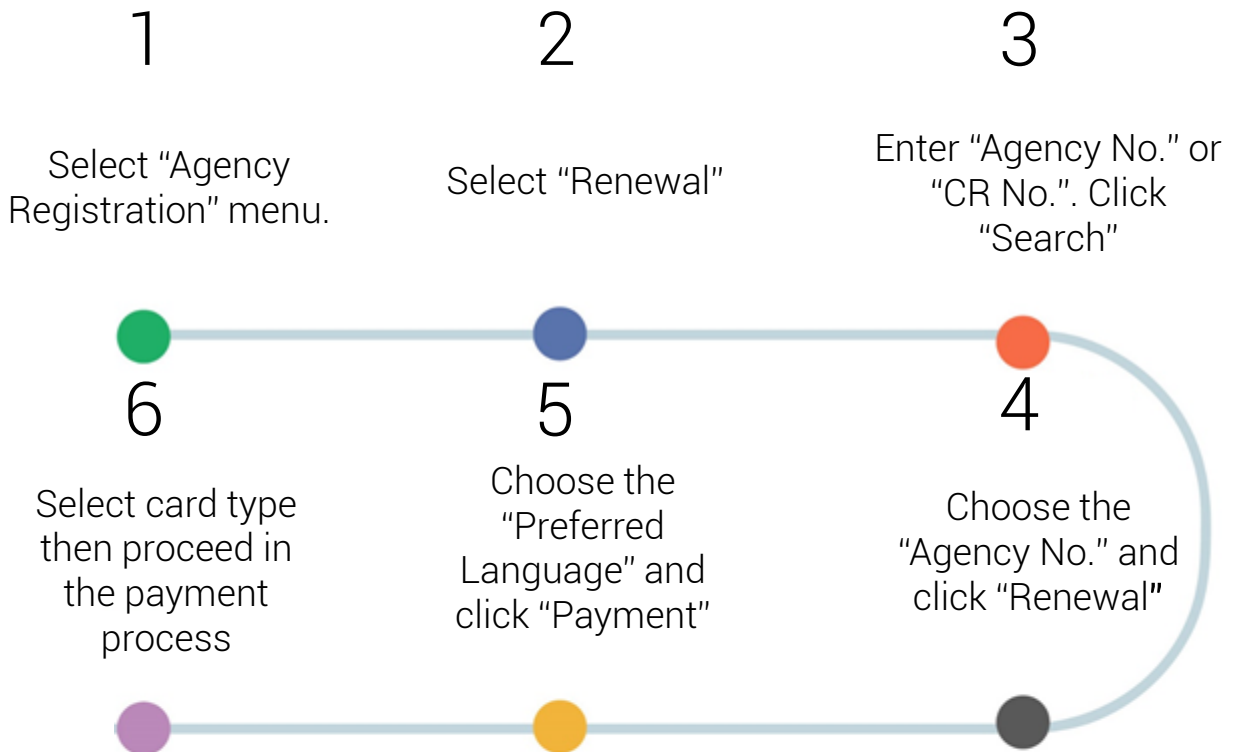 1
Select “Agency
Registration” menu.
2
Select “Renewal”
3
Enter “Agency No.” or
“CR No.”. Click
“Search”
4
Choose the
“Agency No.” and
click “Renewal”
5
Choose the
“Preferred
Language” and
click “Payment”
6
Select card type
then proceed in
the payment
process